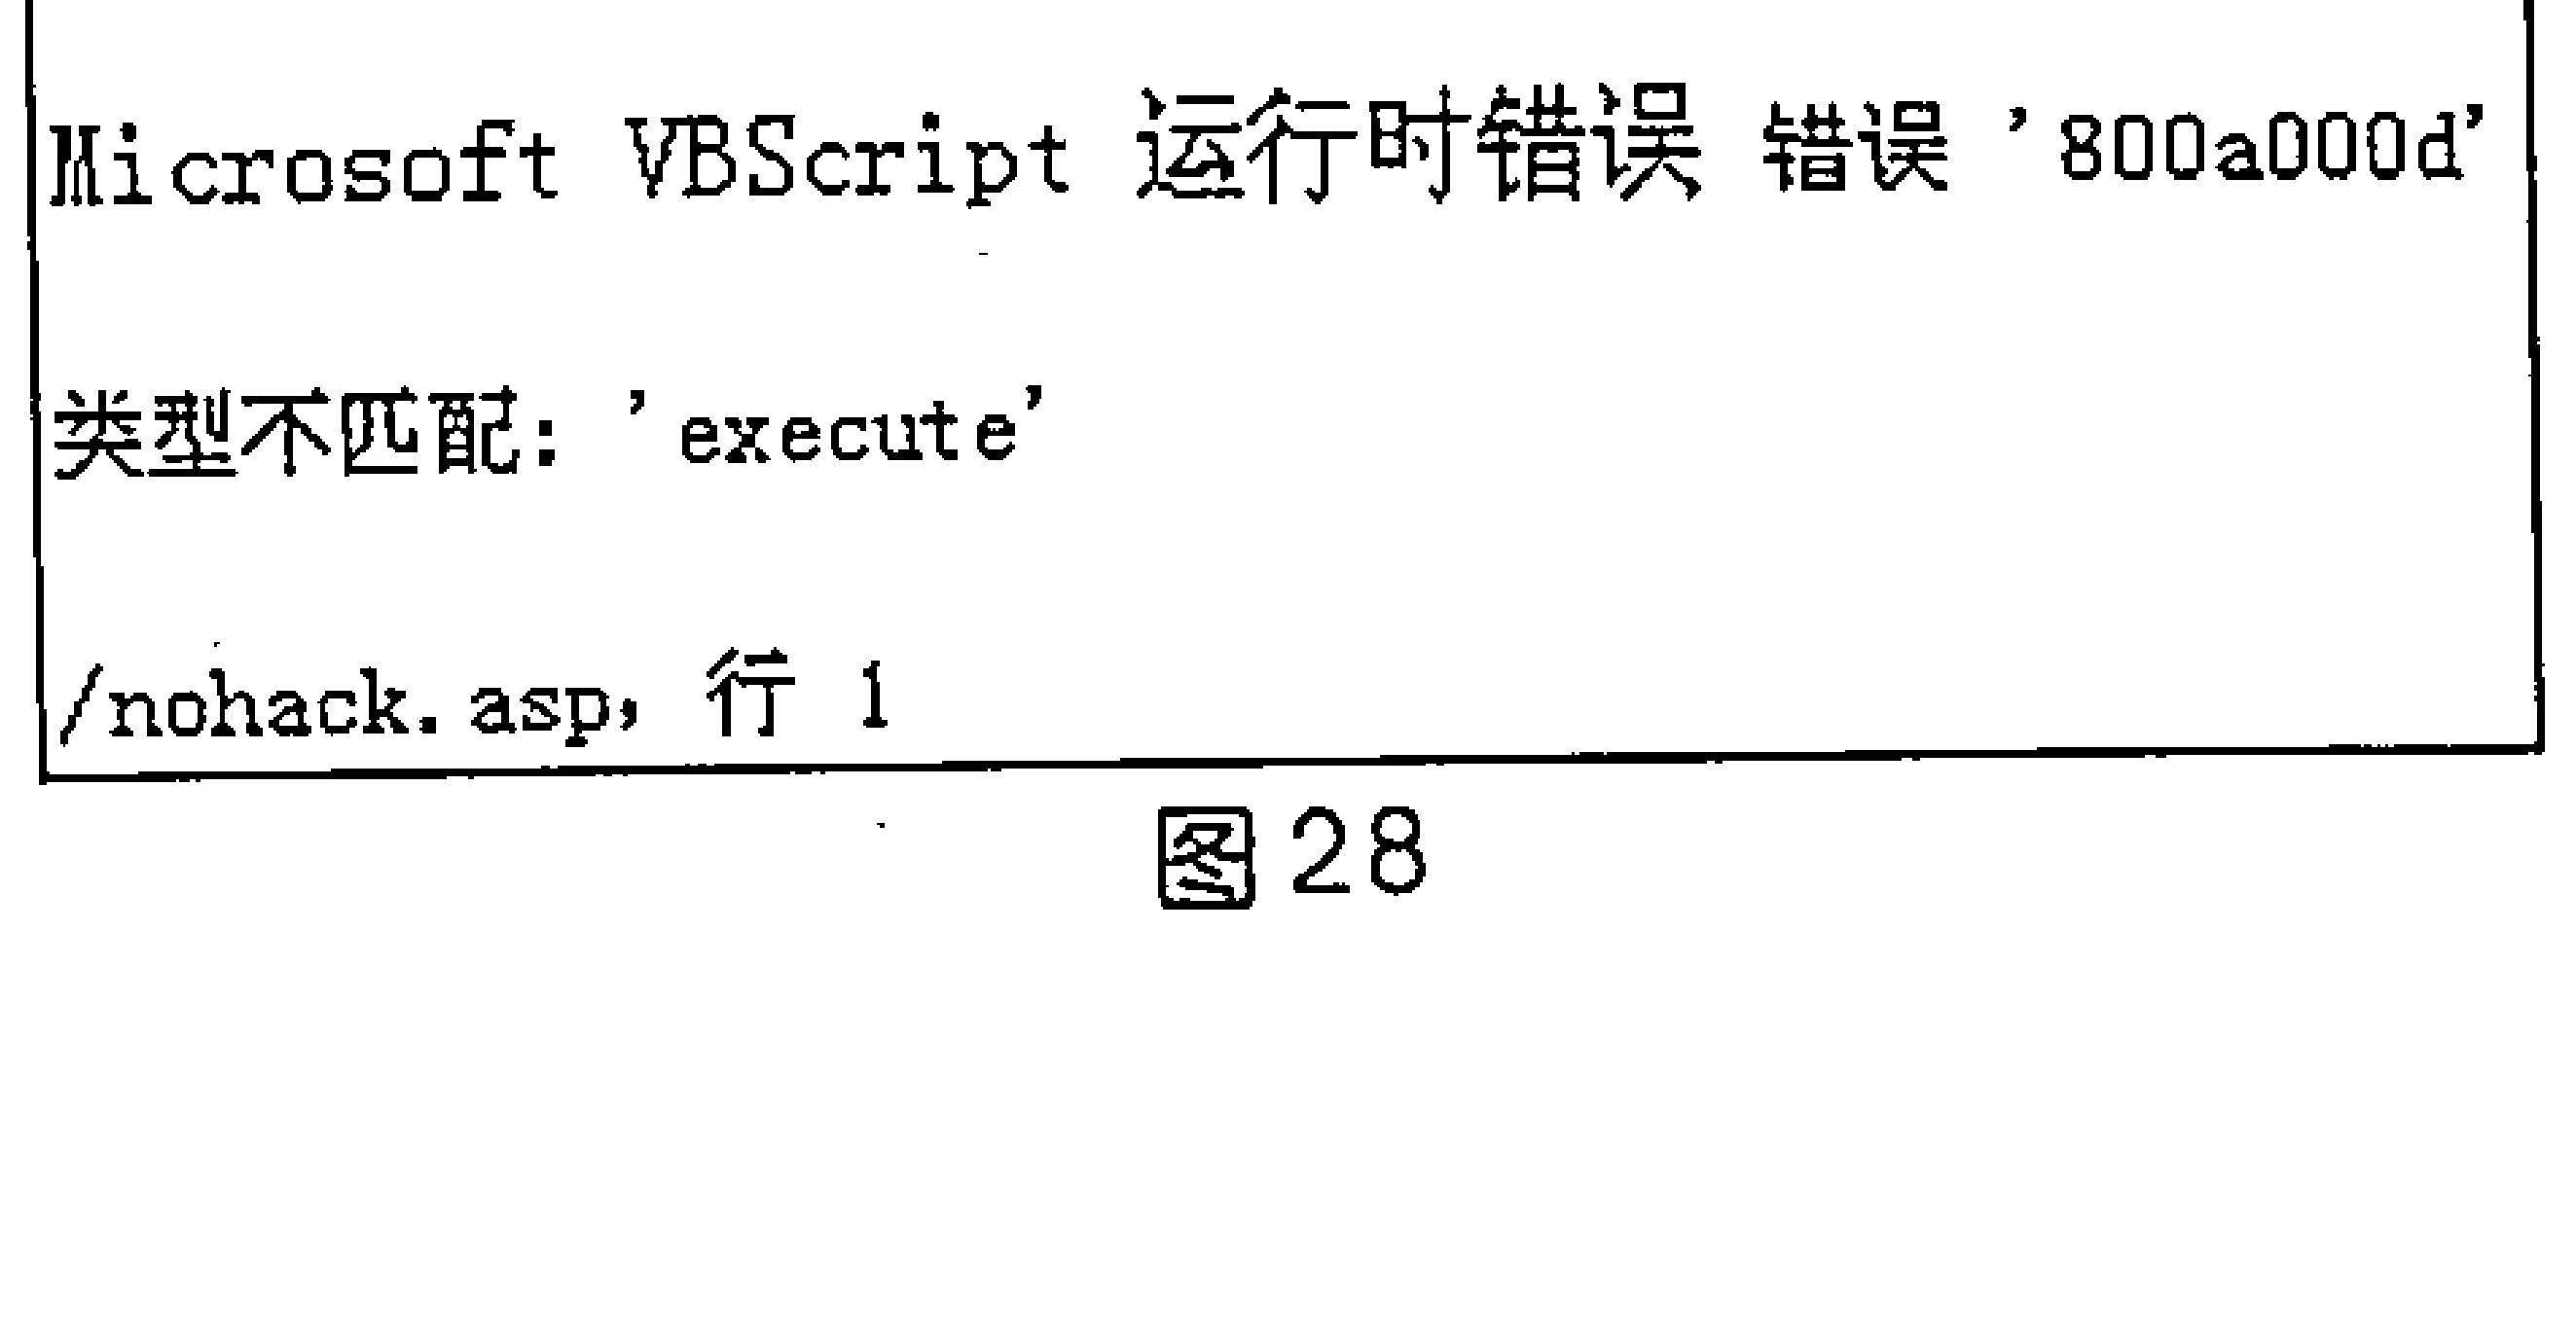 Microsoft VBScript 运行时错误 错误 '800a000d'
类型不匹配: 'execute'
/nohack.asp, 行 1
图28